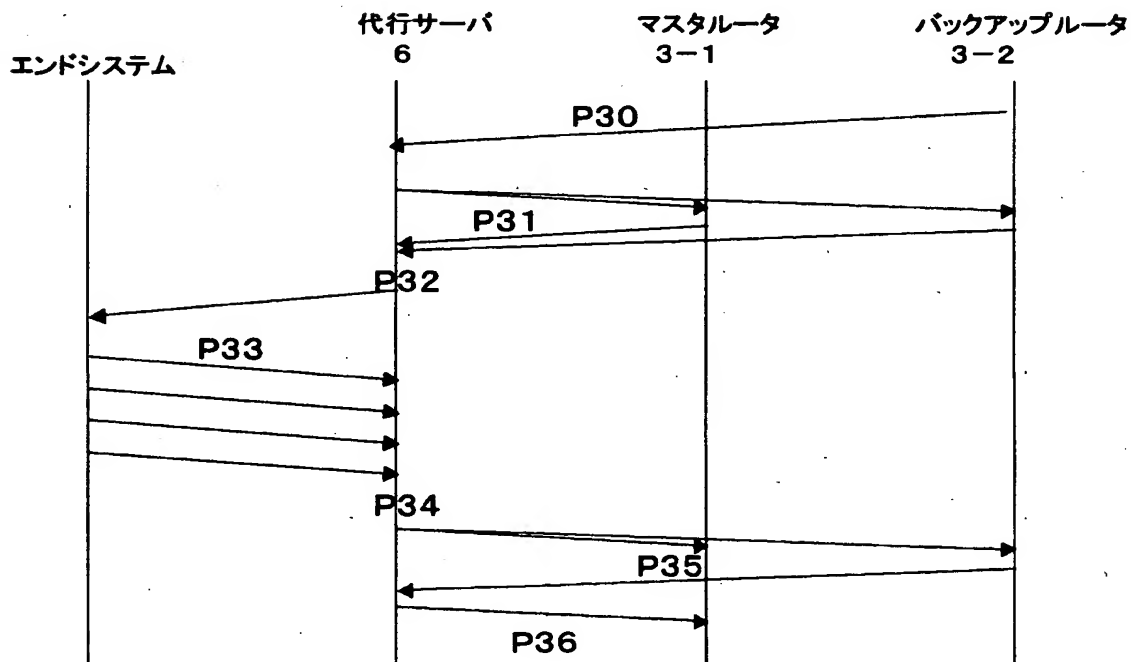 エンドシステム
代行サーバ
6
マスタルータ
3-1
バックアップルータ
3-2
P30
P31
P32
P33
P34
P35
P36